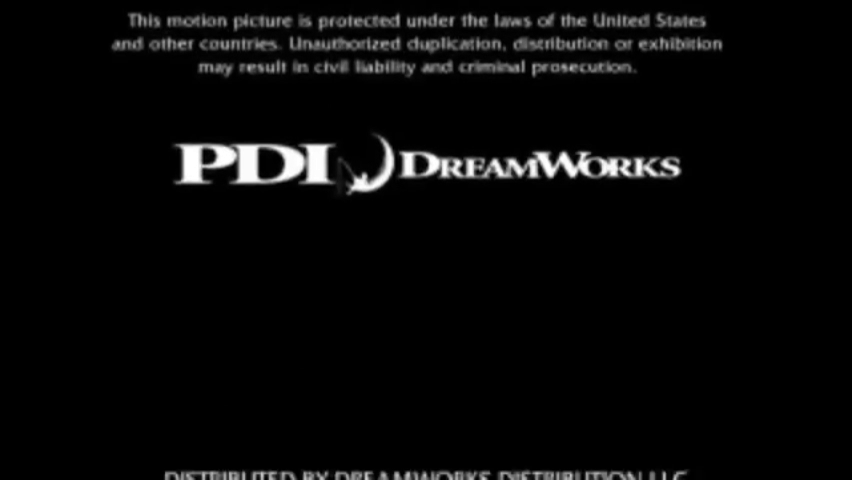 This motion picture is protected under the laws of the United States
and other countries. Unauthorized duplication, distribution or exhibition
may result in civil liability and criminal prosecution.
PDI DREAMWORKS
DISTRIBUTED BY DREAMWORKS DISTRIBUTION LLC